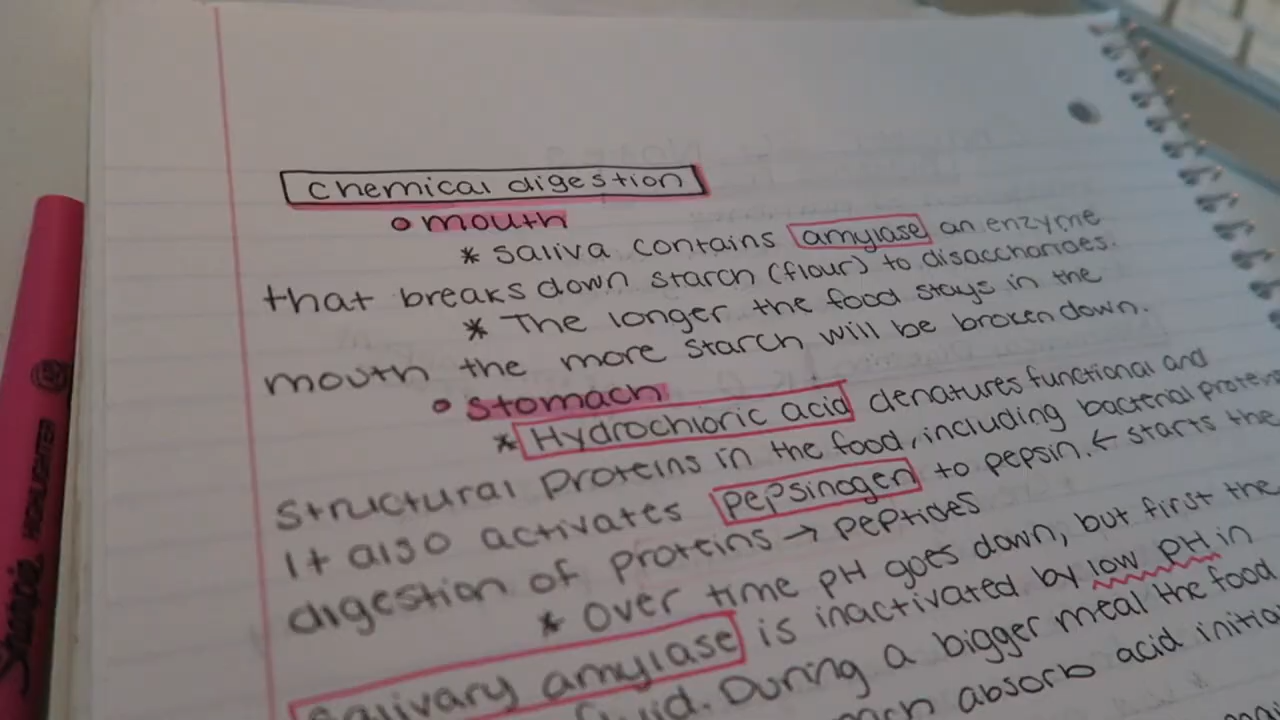 chemical digestion
• mouth
* saliva contains amylase an enzyme
that breaks down starch (flour) to disaccharides.
* The longer the food stays in the
mouth the more starch will be broken down.
• stomach
* Hydrochloric acid denatures functional and
structural proteins in the food, including bacterial proteins
It also activates pepsinogen to pepsin. ← starts the
digestion of proteins → peptides
* over time pH goes down, but first the
salivary amylase is inactivated by low pH in
fluid. During a bigger meal the food
absorb acid initia
Sharpie HIGHLIGHTER